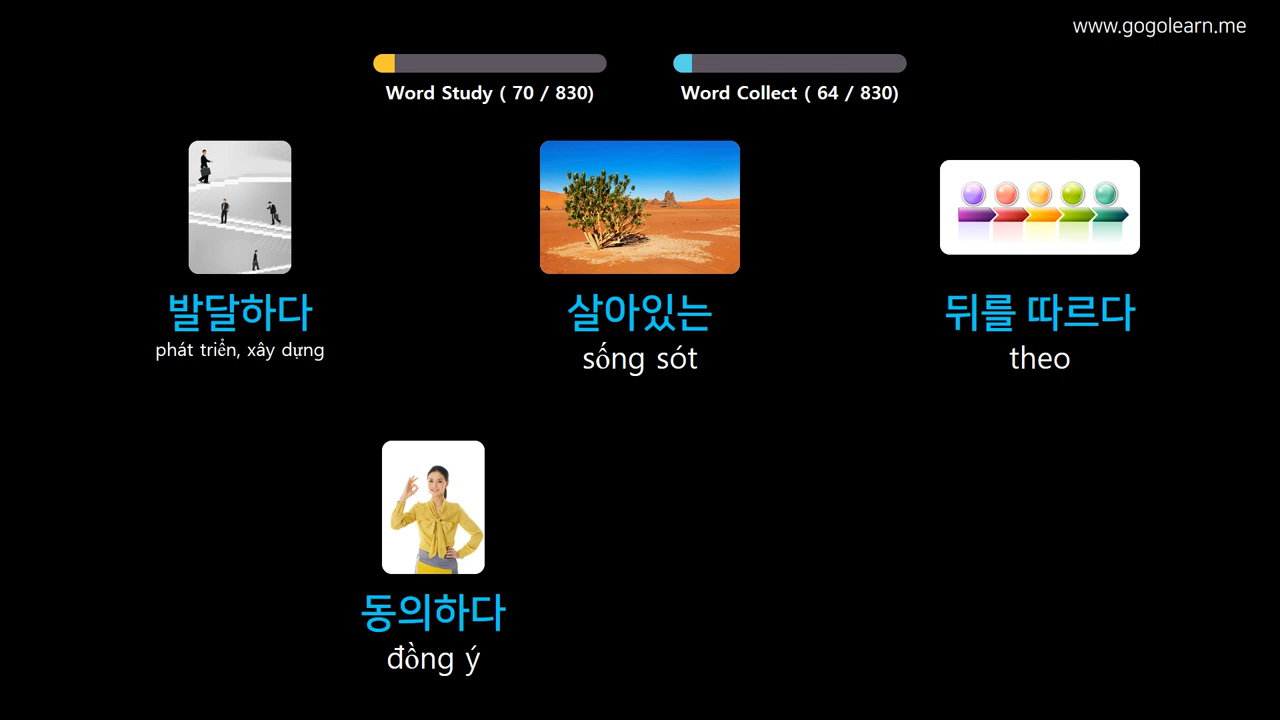 www.gogolearn.me
Word Study ( 70 / 830)
Word Collect ( 64 / 830)
발달하다
phát triển, xây dựng
살아있는
sống sót
뒤를 따르다
theo
동의하다
đồng ý